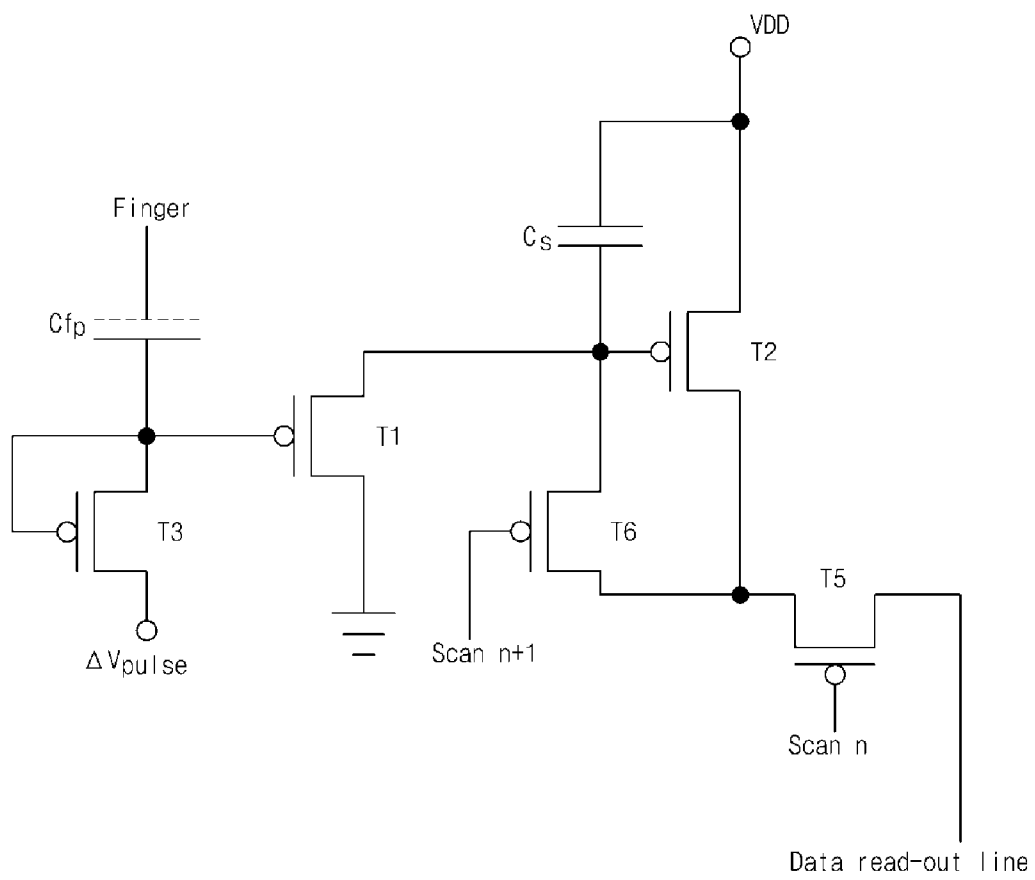 VDD
Finger
Cs
Cfp
T2
T1
T3
T6
T5
ΔVpulse
Scan n+1
Scan n
Data read-out line